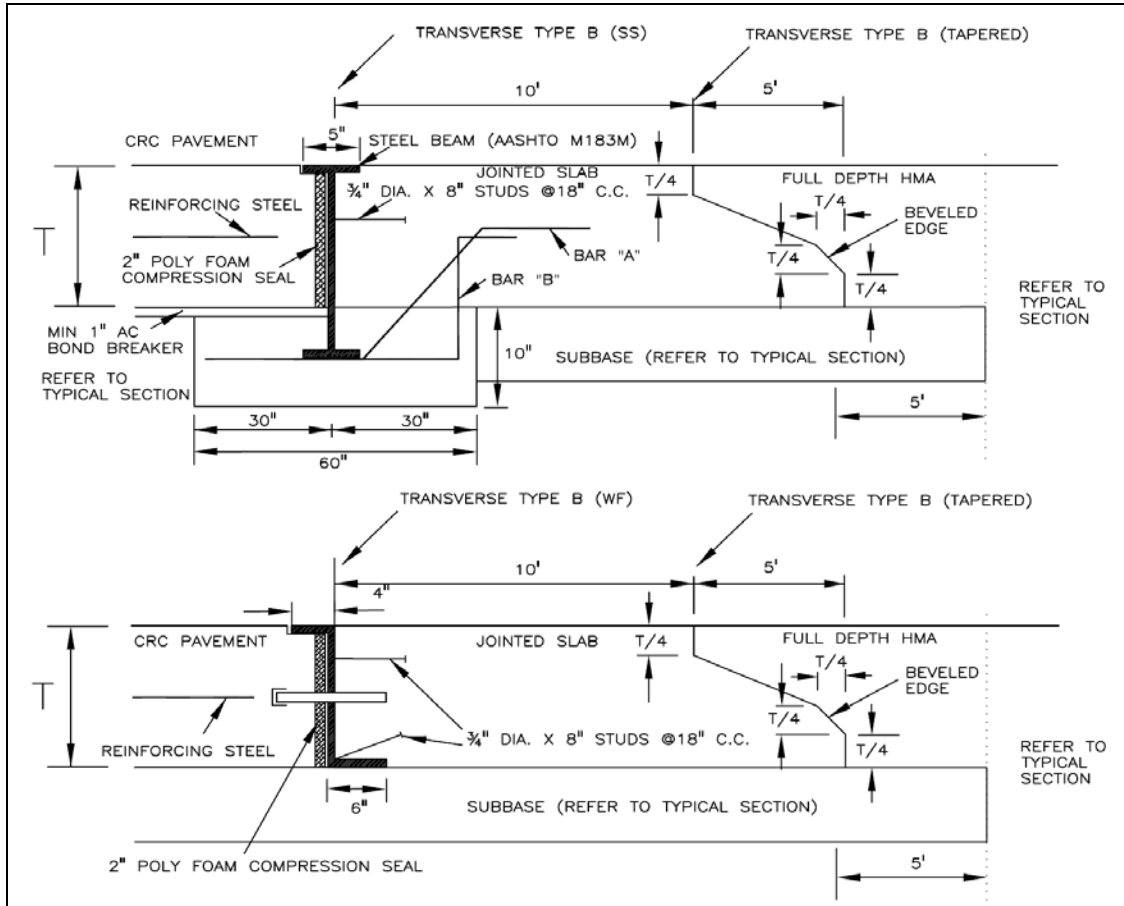 TRANSVERSE TYPE B (SS)
TRANSVERSE TYPE B (TAPERED)
10'
5'
CRC PAVEMENT
5"
STEEL BEAM (AASHTO M183M)
JOINTED SLAB
¾" DIA. X 8" STUDS @18" C.C.
T/4
FULL DEPTH HMA
T/4
BEVELED
EDGE
REINFORCING STEEL
T
2" POLY FOAM
COMPRESSION SEAL
BAR "A"
BAR "B"
T/4
T/4
REFER TO
TYPICAL
SECTION
MIN 1" AC
BOND BREAKER
10"
SUBBASE (REFER TO TYPICAL SECTION)
REFER TO
TYPICAL SECTION
5'
30"
30"
60"
TRANSVERSE TYPE B (WF)
TRANSVERSE TYPE B (TAPERED)
10'
5'
4"
CRC PAVEMENT
JOINTED SLAB
T/4
FULL DEPTH HMA
T/4
BEVELED
EDGE
T
T/4
REINFORCING STEEL
¾" DIA. X 8" STUDS @18" C.C.
T/4
REFER TO
TYPICAL
SECTION
6"
SUBBASE (REFER TO TYPICAL SECTION)
2" POLY FOAM COMPRESSION SEAL
5'